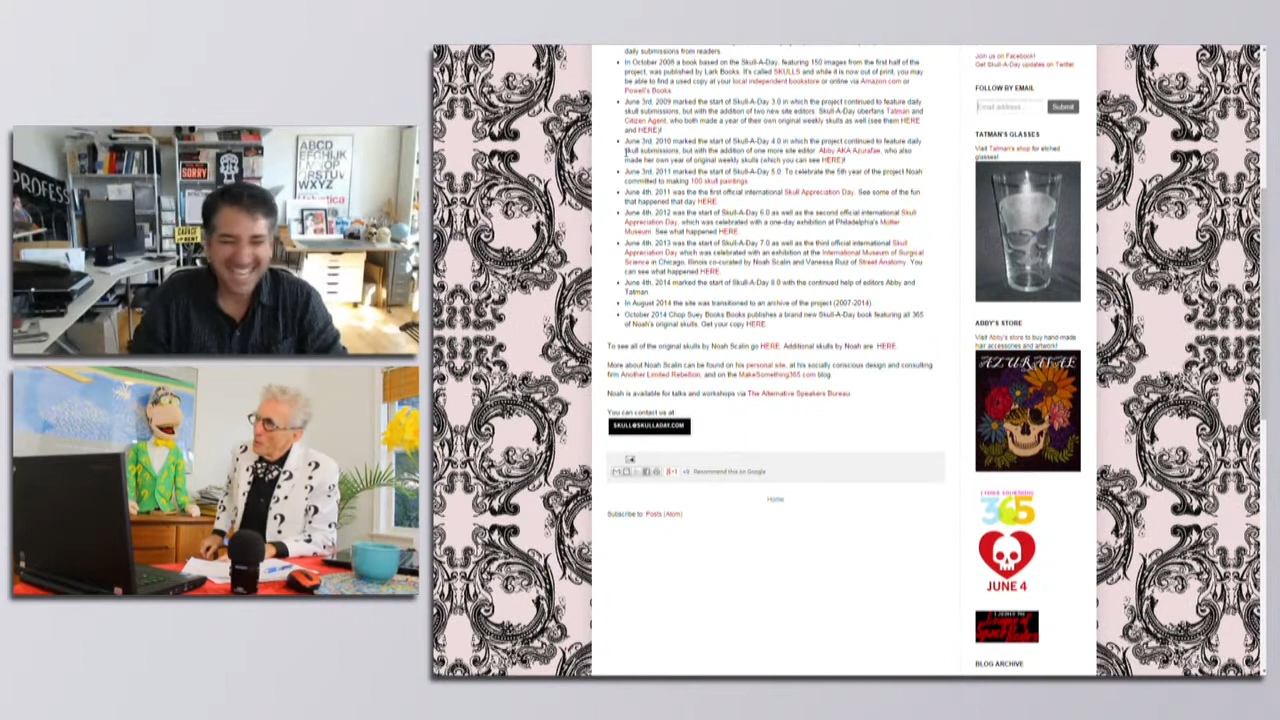 daily submissions from readers.
In October 2008 a book based on the Skull-A-Day, featuring 150 images from the first half of the
project, was published by Lark Books. It's called SKULLS and while it is now out of print, you may
be able to find a used copy at your local independent bookstore or online via Amazon.com or
Powell's Books.
June 3rd, 2009 marked the start of Skull-A-Day 3.0 in which the project continued to feature daily
skull submissions, but with the addition of two new site editors. Skull-A-Day überfans Tatman and
Citizen Agent, who both made a year of their own original weekly skulls as well (see them HERE
and HERE)!
June 3rd, 2010 marked the start of Skull-A-Day 4.0 in which the project continued to feature daily
skull submissions, but with the addition of one more site editor Abby AKA Azurafae, who also
made her own year of original weekly skulls (which you can see HERE)!
June 3rd, 2011 marked the start of Skull-A-Day 5.0 To celebrate the 5th year of the project Noah
committed to making 100 skull paintings.
June 4th, 2011 was the the first official international Skull Appreciation Day. See some of the fun
that happened that day HERE.
June 4th, 2012 was the start of Skull-A-Day 6.0 as well as the second official international Skull
Appreciation Day, which was celebrated with a one-day exhibition at Philadelphia's Mütter
Museum. See what happened HERE.
June 4th, 2013 was the start of Skull-A-Day 7.0 as well as the third official international Skull
Appreciation Day which was celebrated with an exhibition at the International Museum of Surgical
Science in Chicago, Illinois co-curated by Noah Scalin and Vanessa Ruiz of Street Anatomy. You
can see what happened HERE.
June 4th, 2014 marked the start of Skull-A-Day 8.0 with the continued help of editors Abby and
Tatman.
In August 2014 the site was transitioned to an archive of the project (2007-2014).
October 2014 Chop Suey Books Books publishes a brand new Skull-A-Day book featuring all 365
of Noah's original skulls. Get your copy HERE.
To see all of the original skulls by Noah Scalin go HERE. Additional skulls by Noah are HERE.
More about Noah Scalin can be found on his personal site, at his socially conscious design and consulting
firm Another Limited Rebellion, and on the MakeSomething365.com blog.
Noah is available for talks and workshops via The Alternative Speakers Bureau.
You can contact us at:
SKULL@SKULLADAY.COM
g+1 +9 Recommend this on Google
Home
Subscribe to: Posts (Atom)
Join us on Facebook!
Get Skull-A-Day updates on Twitter
FOLLOW BY EMAIL
Email address Submit
TATMAN'S GLASSES
Visit Tatman's shop for etched
glasses!
ABBY'S STORE
Visit Abby's store to buy hand-made
hair accessories and artwork!
AZURAFAE
I MAKE SOMETHING
365
JUNE 4
I JOINED THE
BLOG ARCHIVE
PROFESS
SORRY
WXYZ
Helvetica